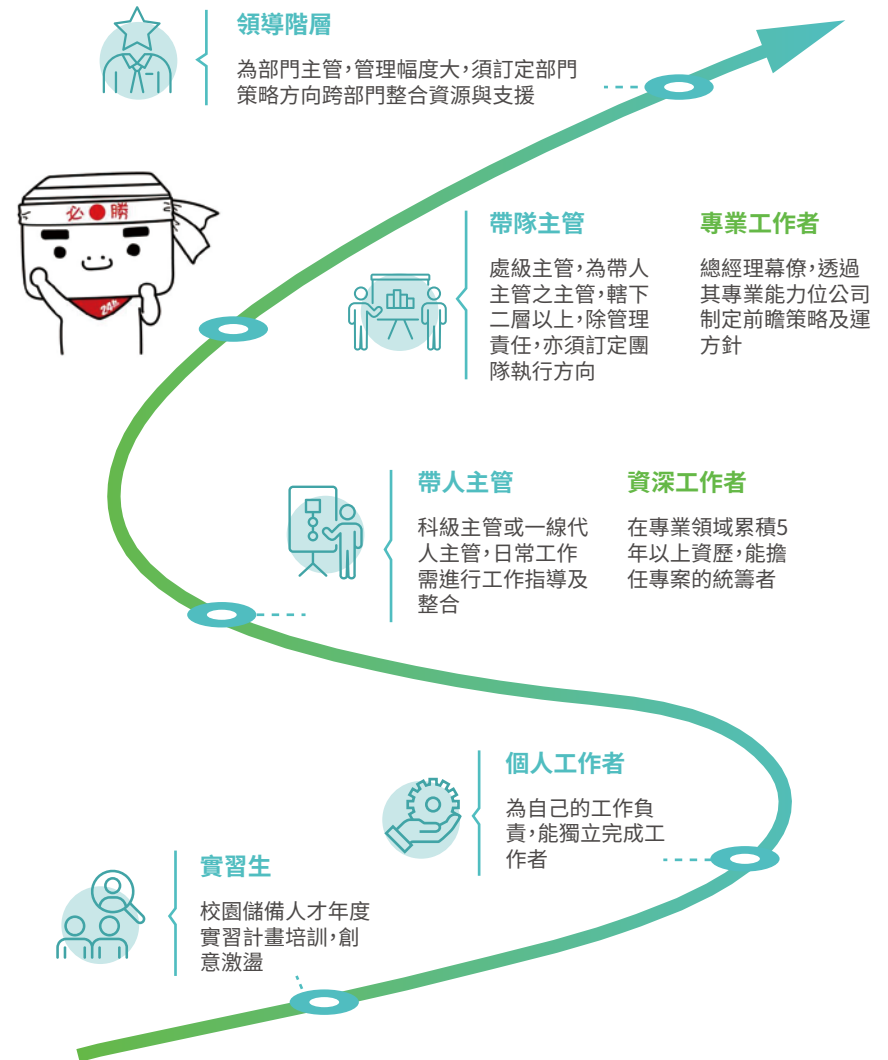 領導階層
為部門主管，管理幅度大，須訂定部門
策略方向跨部門整合資源與支援
必●勝
24h
帶隊主管
處級主管，為帶人
主管之主管，轄下
二層以上，除管理
責任，亦須訂定團
隊執行方向
專業工作者
總經理幕僚，透過
其專業能力位公司
制定前瞻策略及運
方針
帶人主管
科級主管或一線代
人主管，日常工作
需進行工作指導及
整合
資深工作者
在專業領域累積5
年以上資歷，能擔
任專案的統籌者
個人工作者
為自己的工作負
責，能獨立完成工
作者
實習生
校園儲備人才年度
實習計畫培訓，創
意激盪